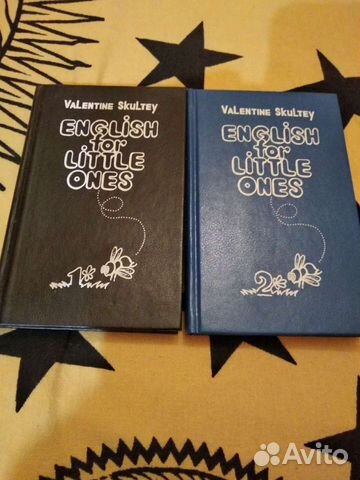 Valentine Skultey
English
for
Little
Ones
1
Valentine Skultey
English
for
Little
Ones
2
Avito